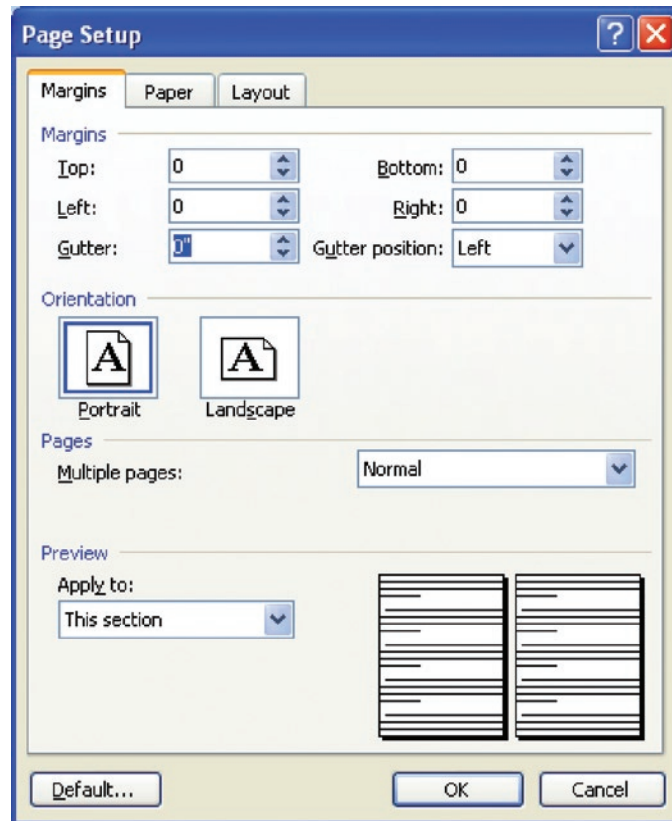 Page Setup
Margins Paper Layout
Margins
Top: 0 Bottom: 0
Left: 0 Right: 0
Gutter: 0" Gutter position: Left
Orientation
A A
Portrait Landscape
Pages
Multiple pages: Normal
Preview
Apply to:
This section
Default... OK Cancel